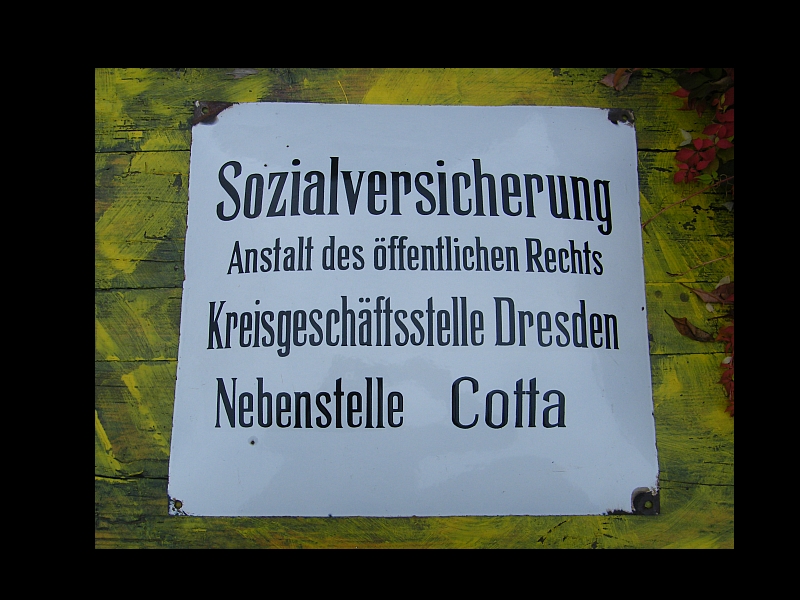 Sozialversicherung
Anstalt des öffentlichen Rechts
Kreisgeschäftsstelle Dresden
Nebenstelle Cotta